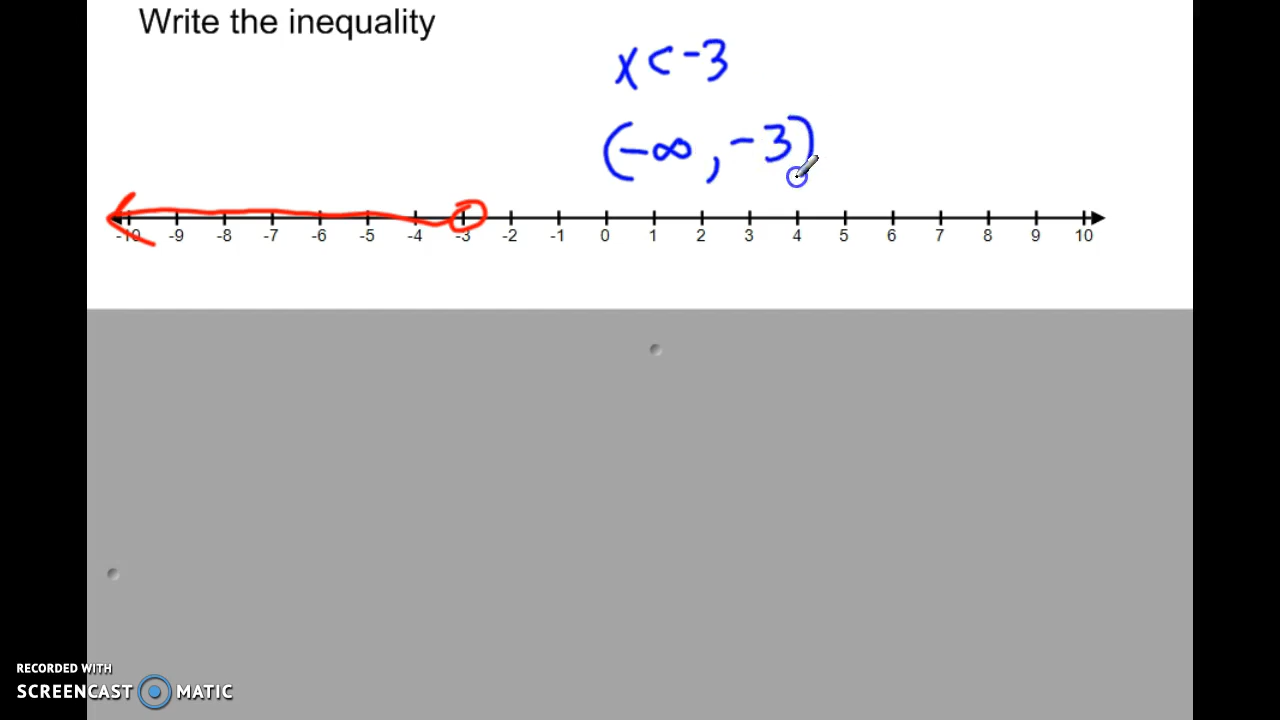 Write the inequality
x < -3
(-∞, -3)
-10 -9 -8 -7 -6 -5 -4 -3 -2 -1 0 1 2 3 4 5 6 7 8 9 10
RECORDED WITH
SCREENCAST MATIC